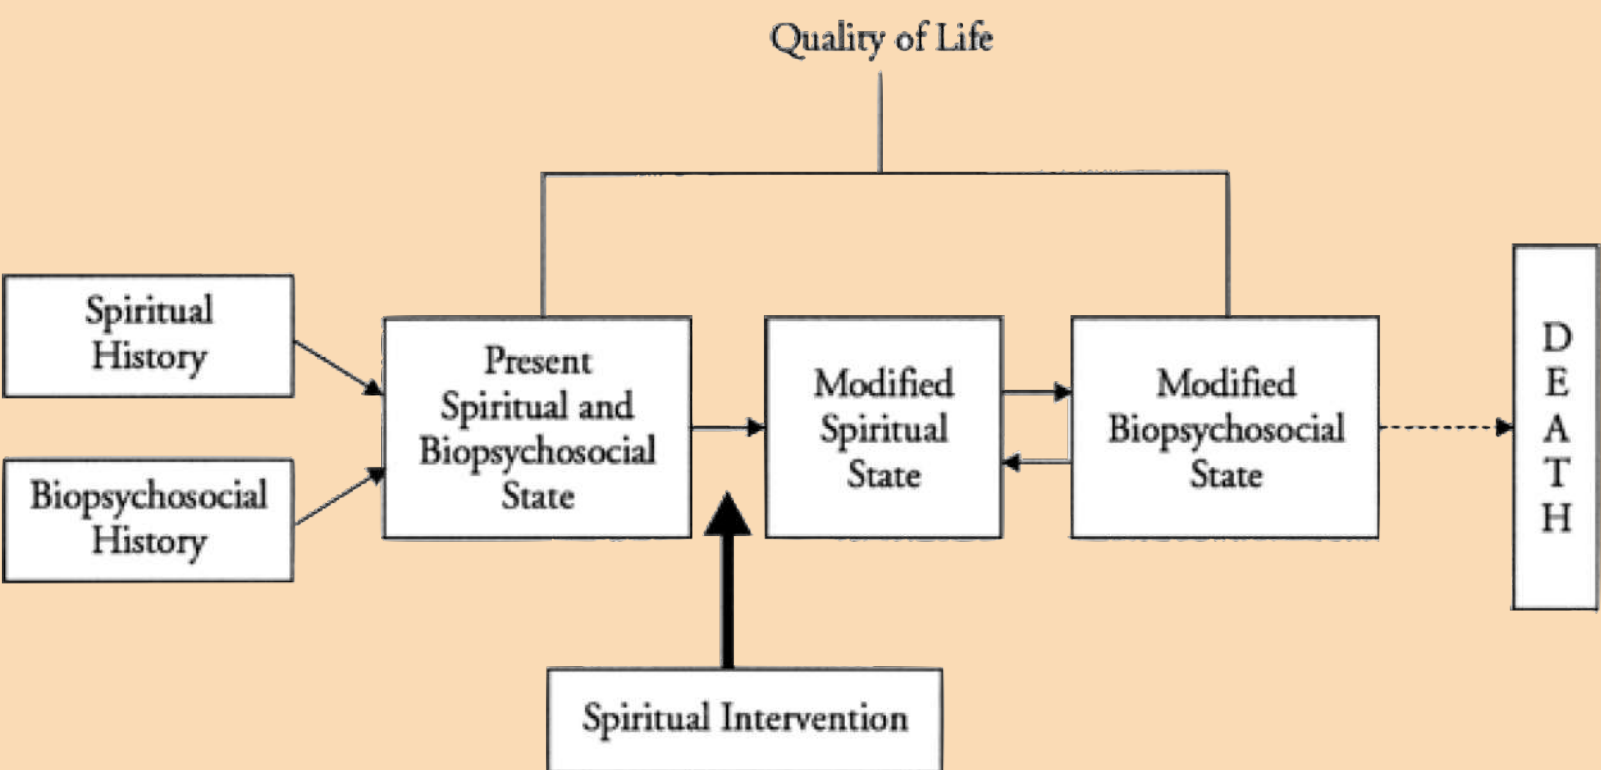 Quality of Life
Spiritual
History
Biopsychosocial
History
Present
Spiritual and
Biopsychosocial
State
Modified
Spiritual
State
Modified
Biopsychosocial
State
D
E
A
T
H
Spiritual Intervention